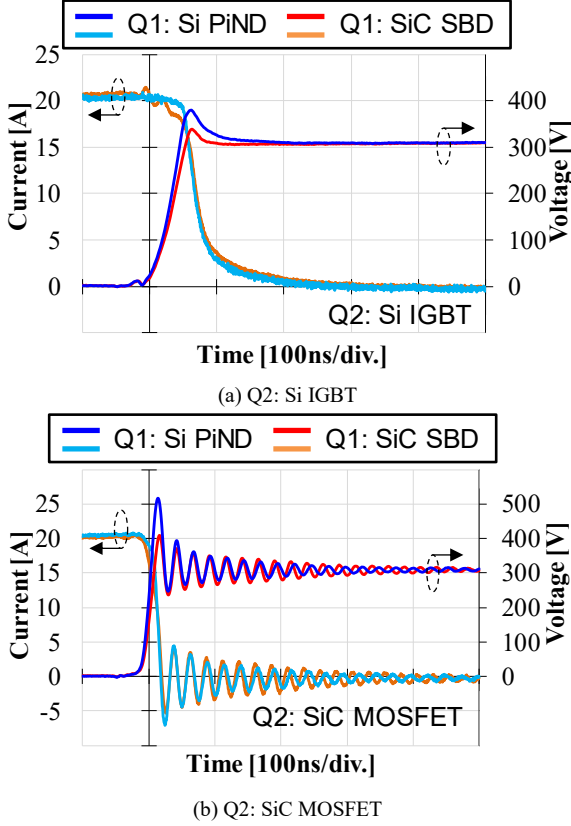 Q1: Si PiND Q1: SiC SBD
25
20
15
10
5
0
Current [A]
400
300
200
100
0
Voltage [V]
Q2: Si IGBT
Time [100ns/div.]
(a) Q2: Si IGBT
Q1: Si PiND Q1: SiC SBD
25
20
15
10
5
0
-5
Current [A]
500
400
300
200
100
0
Voltage [V]
Q2: SiC MOSFET
Time [100ns/div.]
(b) Q2: SiC MOSFET